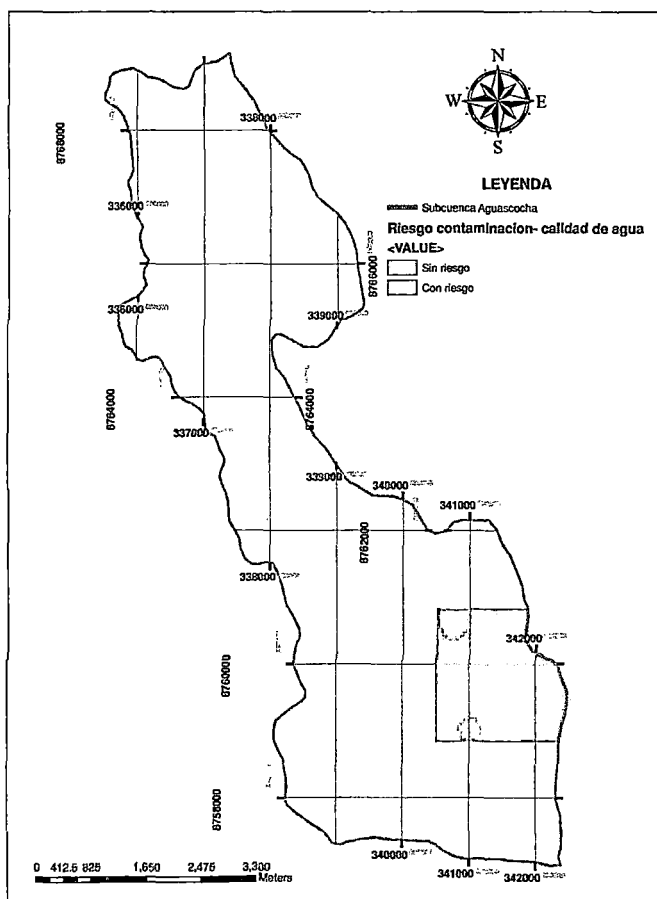 N
W E
S
LEYENDA
Subcuenca Aguascocha
Riesgo contaminacion- calidad de agua
<VALUE>
Sin riesgo
Con riesgo
8768000
338000
336000
8766000
336000
339000
8764000
8764000
337000
339000
340000
341000
8762000
338000
342000
8760000
8758000
340000
341000
342000
0 412.5 825 1,650 2,475 3,300
Meters